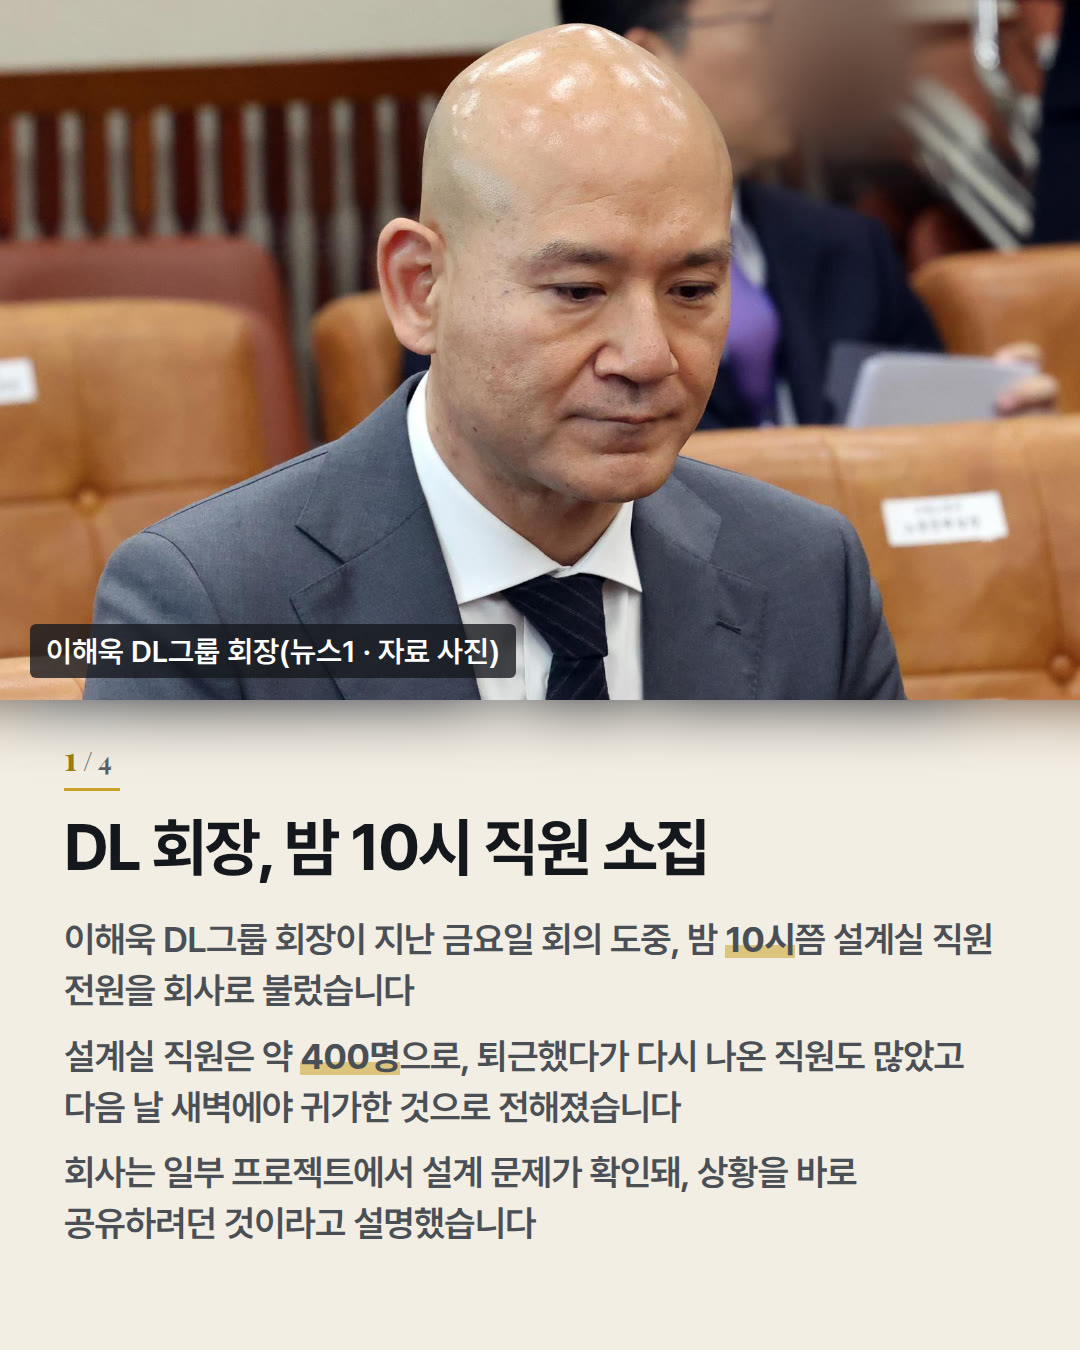 이해욱 DL그룹 회장(뉴스1 · 자료 사진)
1 / 4
DL 회장, 밤 10시 직원 소집
이해욱 DL그룹 회장이 지난 금요일 회의 도중, 밤 10시쯤 설계실 직원
전원을 회사로 불렀습니다
설계실 직원은 약 400명으로, 퇴근했다가 다시 나온 직원도 많았고
다음 날 새벽에야 귀가한 것으로 전해졌습니다
회사는 일부 프로젝트에서 설계 문제가 확인돼, 상황을 바로
공유하려던 것이라고 설명했습니다